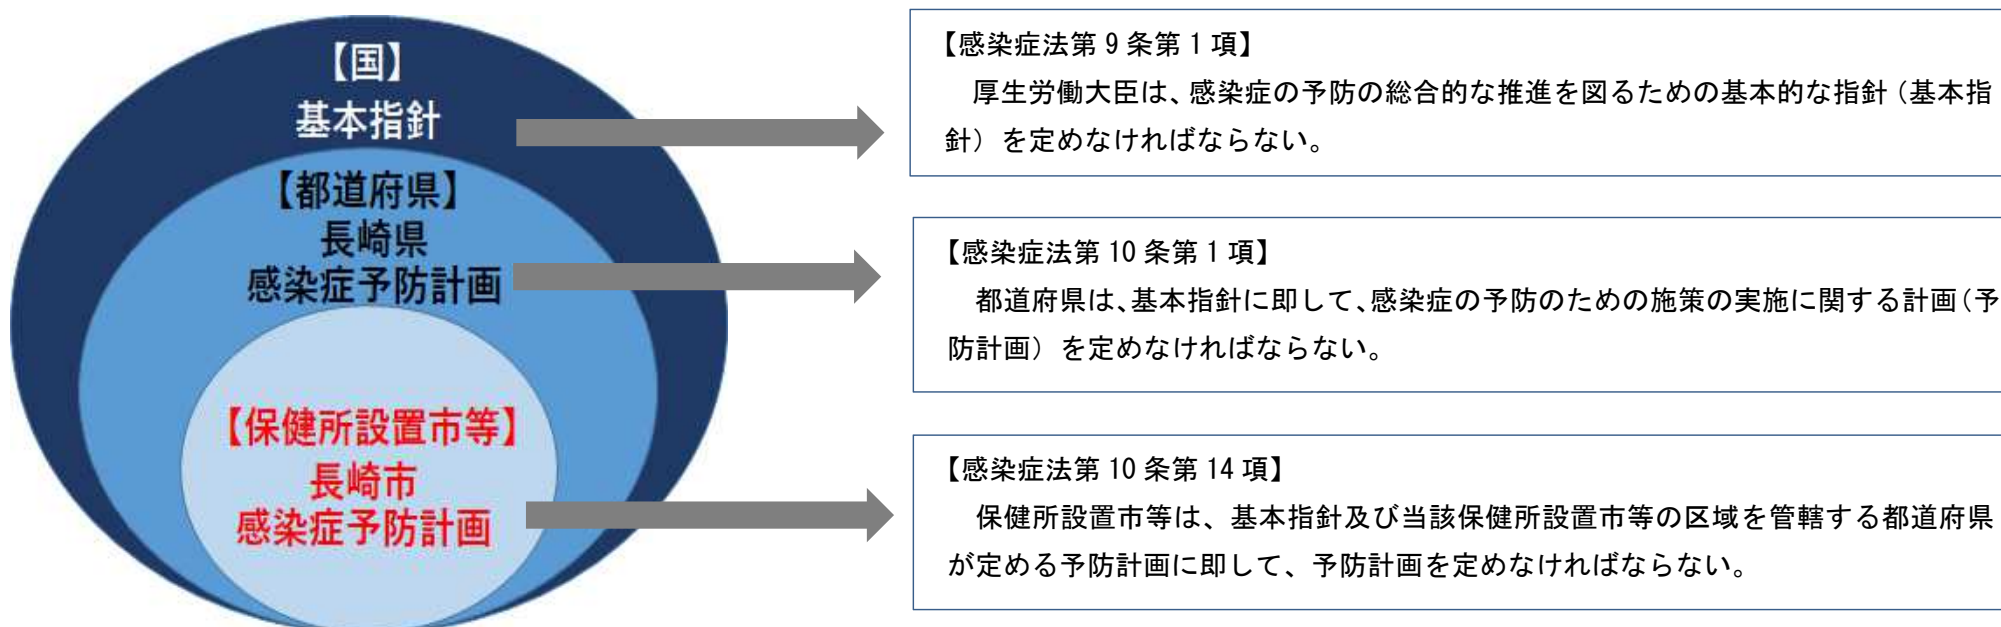 【国】
基本指針
【都道府県】
長崎県
感染症予防計画
【保健所設置市等】
長崎市
感染症予防計画
【感染症法第 9 条第 1 項】
厚生労働大臣は、感染症の予防の総合的な推進を図るための基本的な指針（基本指
針）を定めなければならない。
【感染症法第 10 条第 1 項】
都道府県は、基本指針に即して、感染症の予防のための施策の実施に関する計画（予
防計画）を定めなければならない。
【感染症法第 10 条第 14 項】
保健所設置市等は、基本指針及び当該保健所設置市等の区域を管轄する都道府県
が定める予防計画に即して、予防計画を定めなければならない。